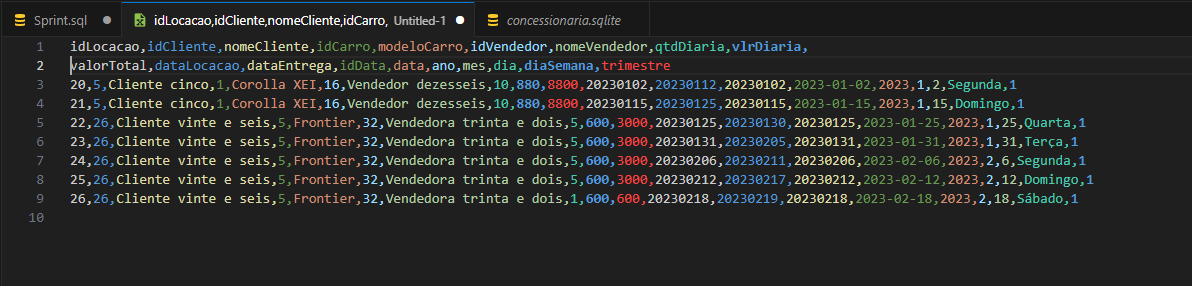 Sprint.sql idLocacao,idCliente,nomeCliente,idCarro, Untitled-1 concessionaria.sqlite
1 idLocacao,idCliente,nomeCliente,idCarro,modeloCarro,idVendedor,nomeVendedor,qtdDiaria,vlrDiaria,
2 valorTotal,dataLocacao,dataEntrega,idData,data,ano,mes,dia,diaSemana,trimestre
3 20,5,Cliente cinco,1,Corolla XEI,16,Vendedor dezesseis,10,880,8800,20230102,20230112,20230102,2023-01-02,2023,1,2,Segunda,1
4 21,5,Cliente cinco,1,Corolla XEI,16,Vendedor dezesseis,10,880,8800,20230115,20230125,20230115,2023-01-15,2023,1,15,Domingo,1
5 22,26,Cliente vinte e seis,5,Frontier,32,Vendedora trinta e dois,5,600,3000,20230125,20230130,20230125,2023-01-25,2023,1,25,Quarta,1
6 23,26,Cliente vinte e seis,5,Frontier,32,Vendedora trinta e dois,5,600,3000,20230131,20230205,20230131,2023-01-31,2023,1,31,Terça,1
7 24,26,Cliente vinte e seis,5,Frontier,32,Vendedora trinta e dois,5,600,3000,20230206,20230211,20230206,2023-02-06,2023,2,6,Segunda,1
8 25,26,Cliente vinte e seis,5,Frontier,32,Vendedora trinta e dois,5,600,3000,20230212,20230217,20230212,2023-02-12,2023,2,12,Domingo,1
9 26,26,Cliente vinte e seis,5,Frontier,32,Vendedora trinta e dois,1,600,600,20230218,20230219,20230218,2023-02-18,2023,2,18,Sábado,1
10